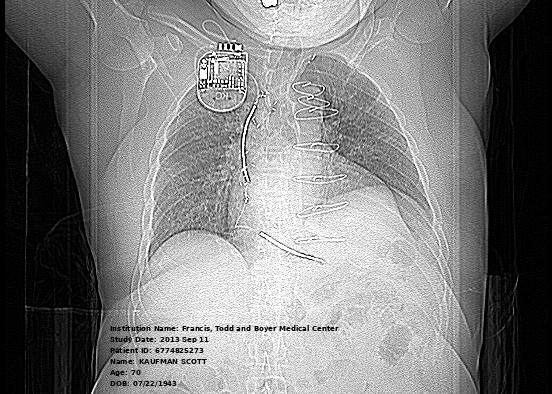 Institution Name: Francis, Todd and Boyer Medical Center
Study Date: 2013 Sep 11
Patient ID: 6774825273
Name: KAUFMAN SCOTT
Age: 70
DOB: 07/22/1943